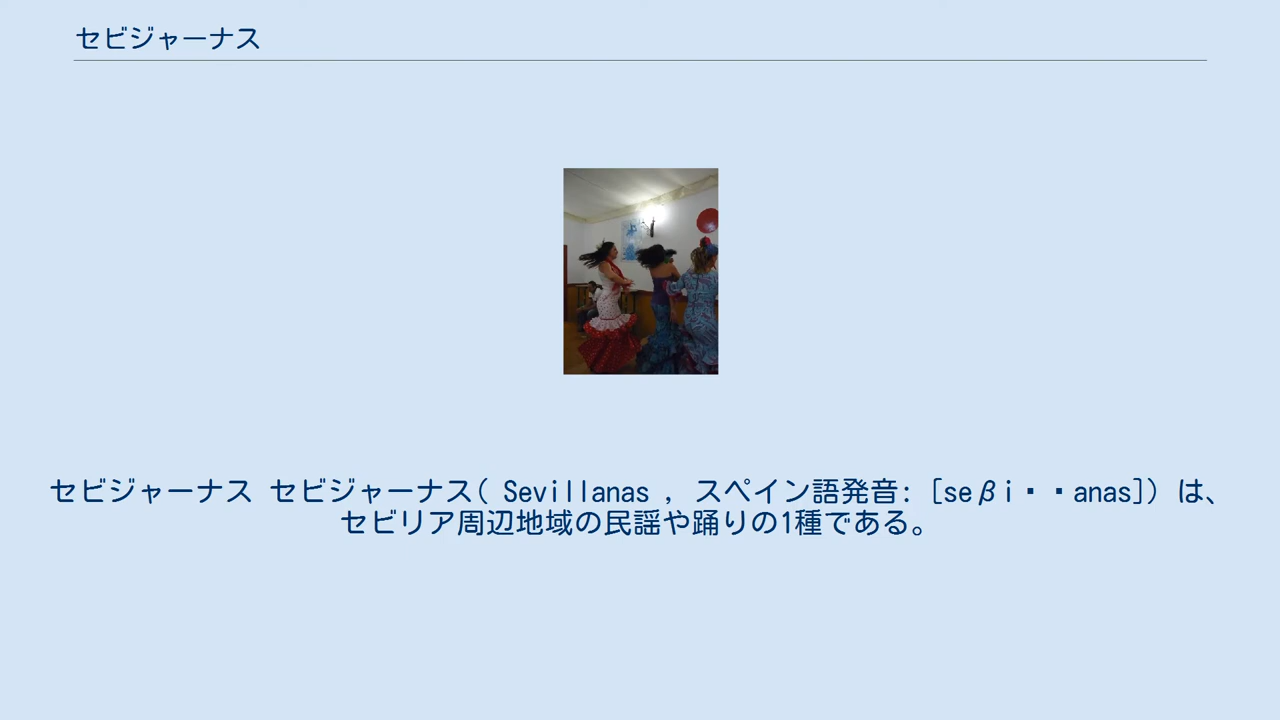 セビジャーナス
セビジャーナス セビジャーナス( Sevillanas , スペイン語発音: [seβi・・anas]) は、
セビリア周辺地域の民謡や踊りの1種である。